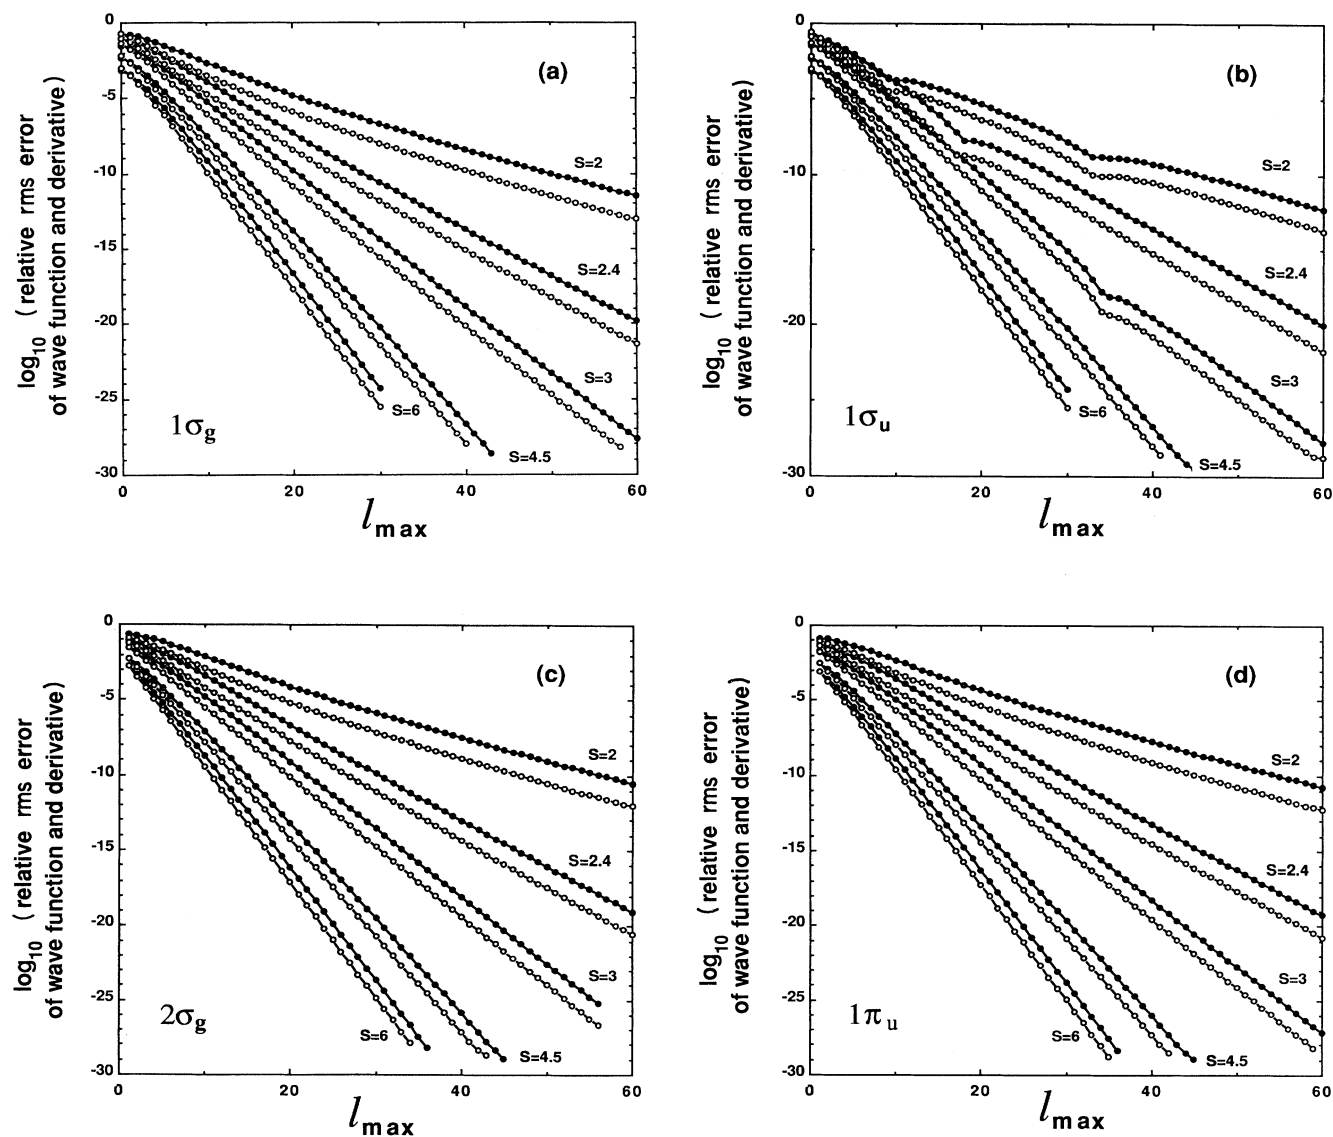 0
-5
-10
-15
-20
-25
-30
0
20
40
60
log10 (relative rms error
of wave function and derivative)
lmax
(a)
S=2
S=2.4
S=3
S=6
S=4.5
1σg
0
-5
-10
-20
-30
0
20
40
60
log10 (relative rms error
of wave function and derivative)
lmax
(b)
S=2
S=2.4
S=3
S=6
S=4.5
1σu
0
-5
-10
-15
-20
-25
-30
0
20
40
60
log10 (relative rms error
of wave function and derivative)
lmax
(c)
S=2
S=2.4
S=3
S=6
S=4.5
2σg
0
-5
-10
-15
-20
-25
-30
0
20
40
60
log10 (relative rms error
of wave function and derivative)
lmax
(d)
S=2
S=2.4
S=3
S=6
S=4.5
1πu